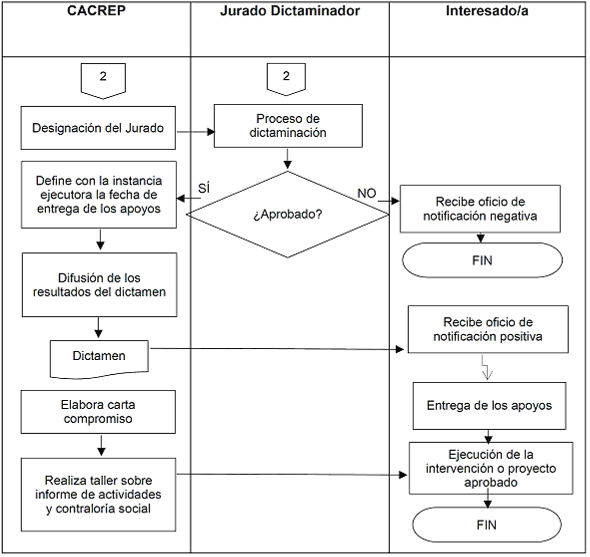 CACREP
Jurado Dictaminador
Interesado/a
2
2
Designación del Jurado
Proceso de
dictaminación
Define con la instancia
ejecutora la fecha de
entrega de los apoyos
SÍ
¿Aprobado?
NO
Recibe oficio de
notificación negativa
FIN
Difusión de los
resultados del dictamen
Dictamen
Recibe oficio de
notificación positiva
Elabora carta
compromiso
Entrega de los apoyos
Realiza taller sobre
informe de actividades
y contraloría social
Ejecución de la
intervención o proyecto
aprobado
FIN